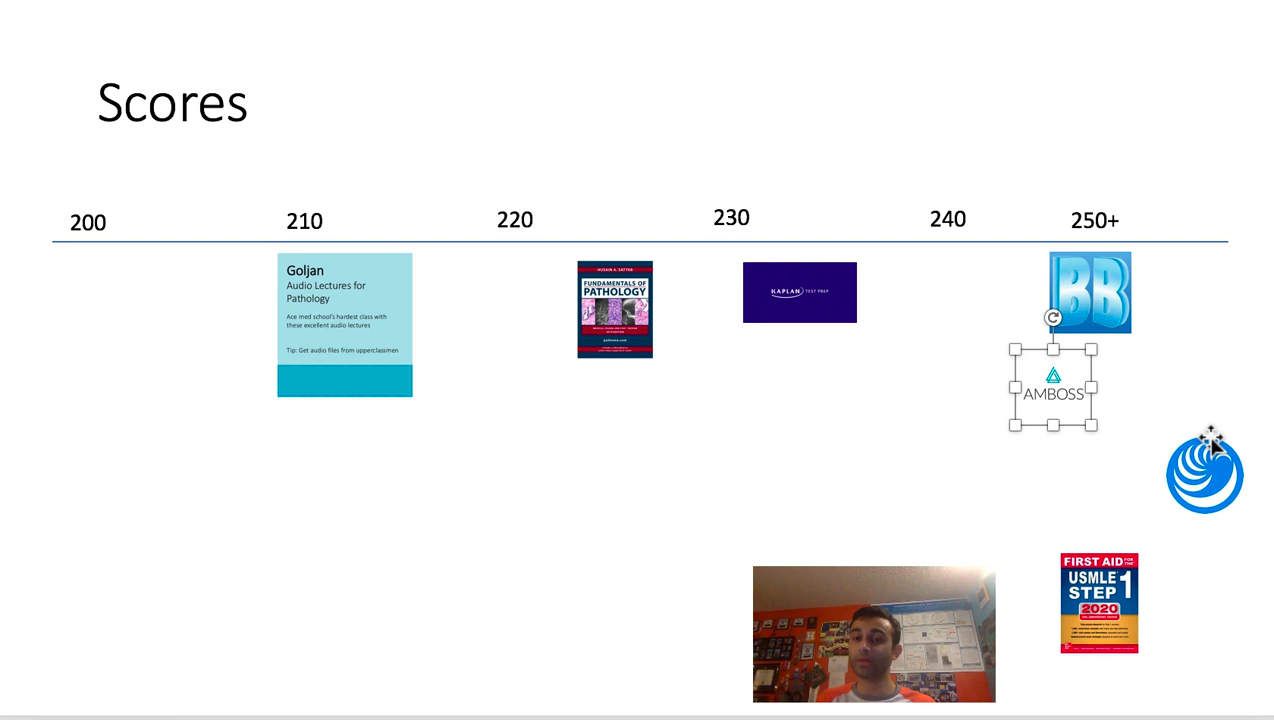 Scores
200
210
220
230
240
250+
Goljan
Audio Lectures for
Pathology
Ace med school's hardest class with
these excellent audio lectures
Tip: Get audio files from upperclassmen
HUSAIN A. SATTAR
FUNDAMENTALS OF
PATHOLOGY
pathoma.com
KAPLAN TEST PREP
BB
AMBOSS
FIRST AID FOR THE
USMLE
STEP 1
2020